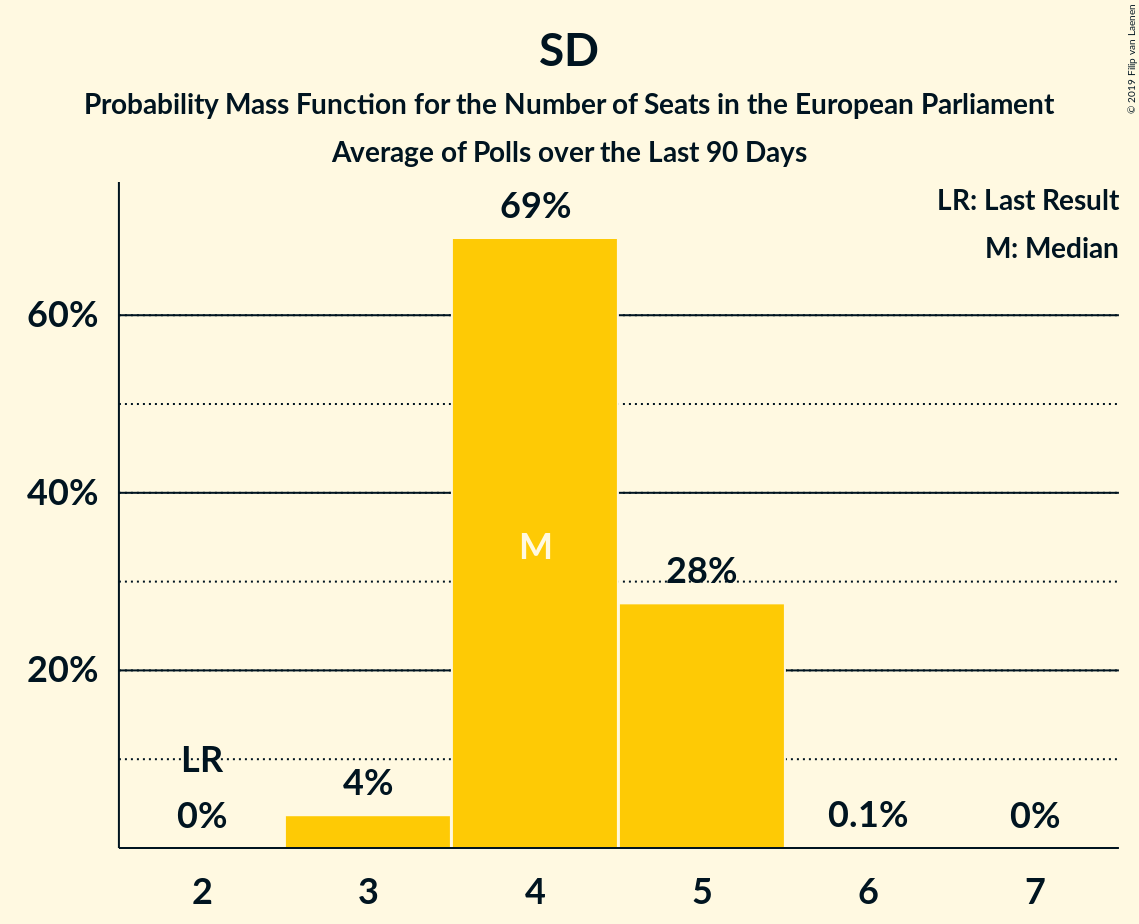 SD
Probability Mass Function for the Number of Seats in the European Parliament
Average of Polls over the Last 90 Days
© 2019 Filip van Laenen
LR: Last Result
M: Median
69%
60%
40%
M
28%
20%
LR
4%
0%
0.1%
0%
2 3 4 5 6 7